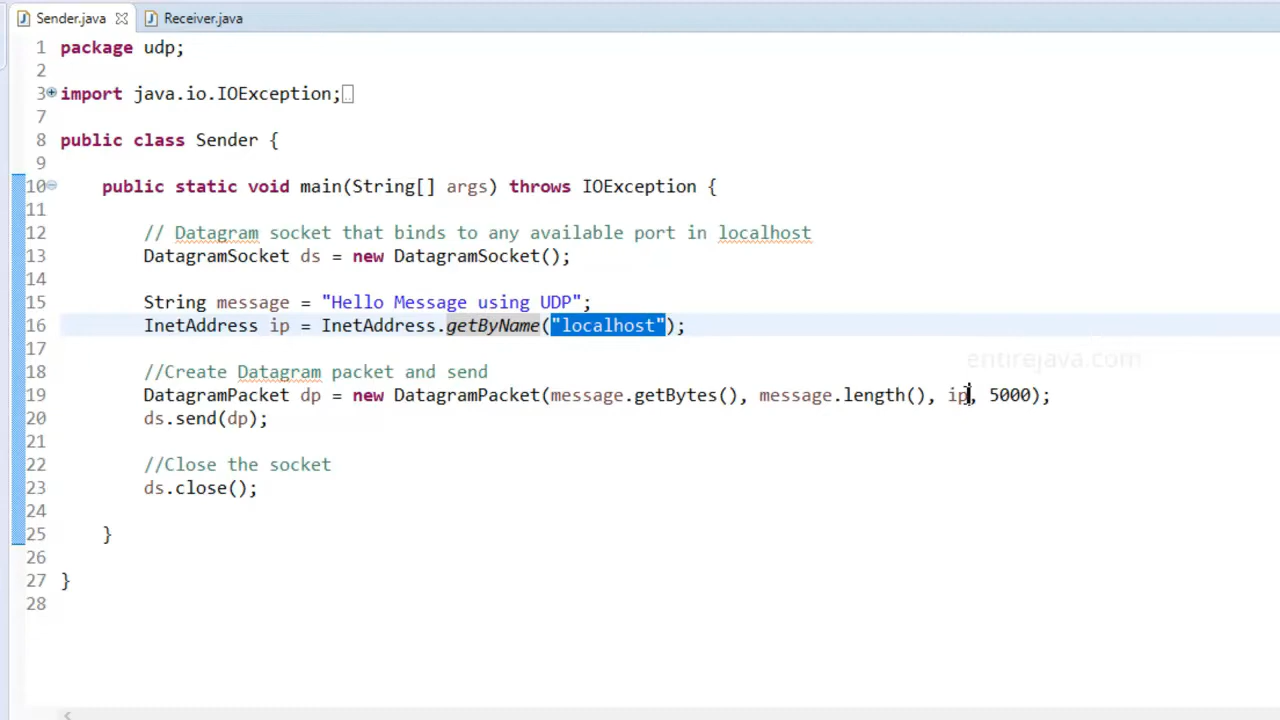 Sender.java Receiver.java
1 package udp;
2
3 import java.io.IOException;
7
8 public class Sender {
9
10 public static void main(String[] args) throws IOException {
11
12 // Datagram socket that binds to any available port in localhost
13 DatagramSocket ds = new DatagramSocket();
14
15 String message = "Hello Message using UDP";
16 InetAddress ip = InetAddress.getByName("localhost");
17
entirejava.com
18 //Create Datagram packet and send
19 DatagramPacket dp = new DatagramPacket(message.getBytes(), message.length(), ip, 5000);
20 ds.send(dp);
21
22 //Close the socket
23 ds.close();
24
25 }
26
27 }
28